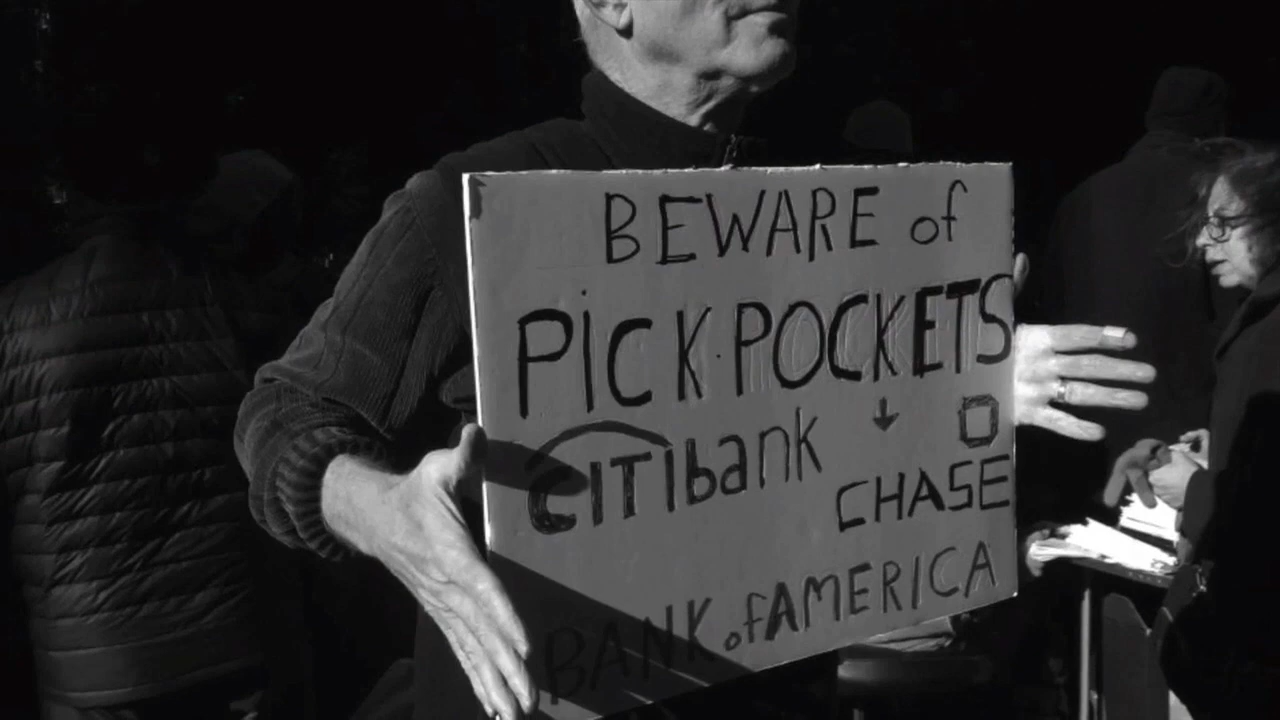 BEWARE of
PiCK·POCKETS
CiTibank
CHASE
BANK of AMERICA